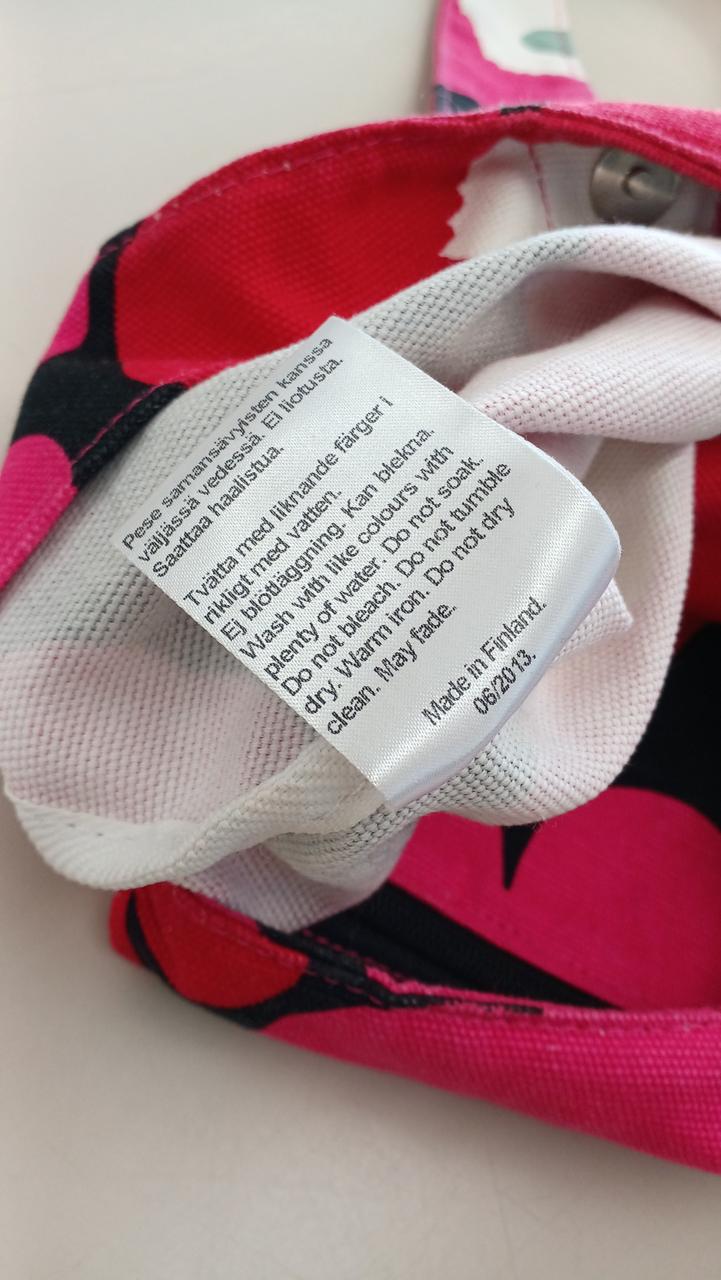 Pese samansävyisten kanssa
väljässä vedessä. Ei liotusta.
Saattaa haalistua.
Tvätta med liknande färger i
rikligt med vatten.
Ej blötläggning. Kan blekna.
Wash with like colours with
plenty of water. Do not soak.
Do not bleach. Do not tumble
dry. Warm iron. Do not dry
clean. May fade.
Made in Finland.
06/2013.